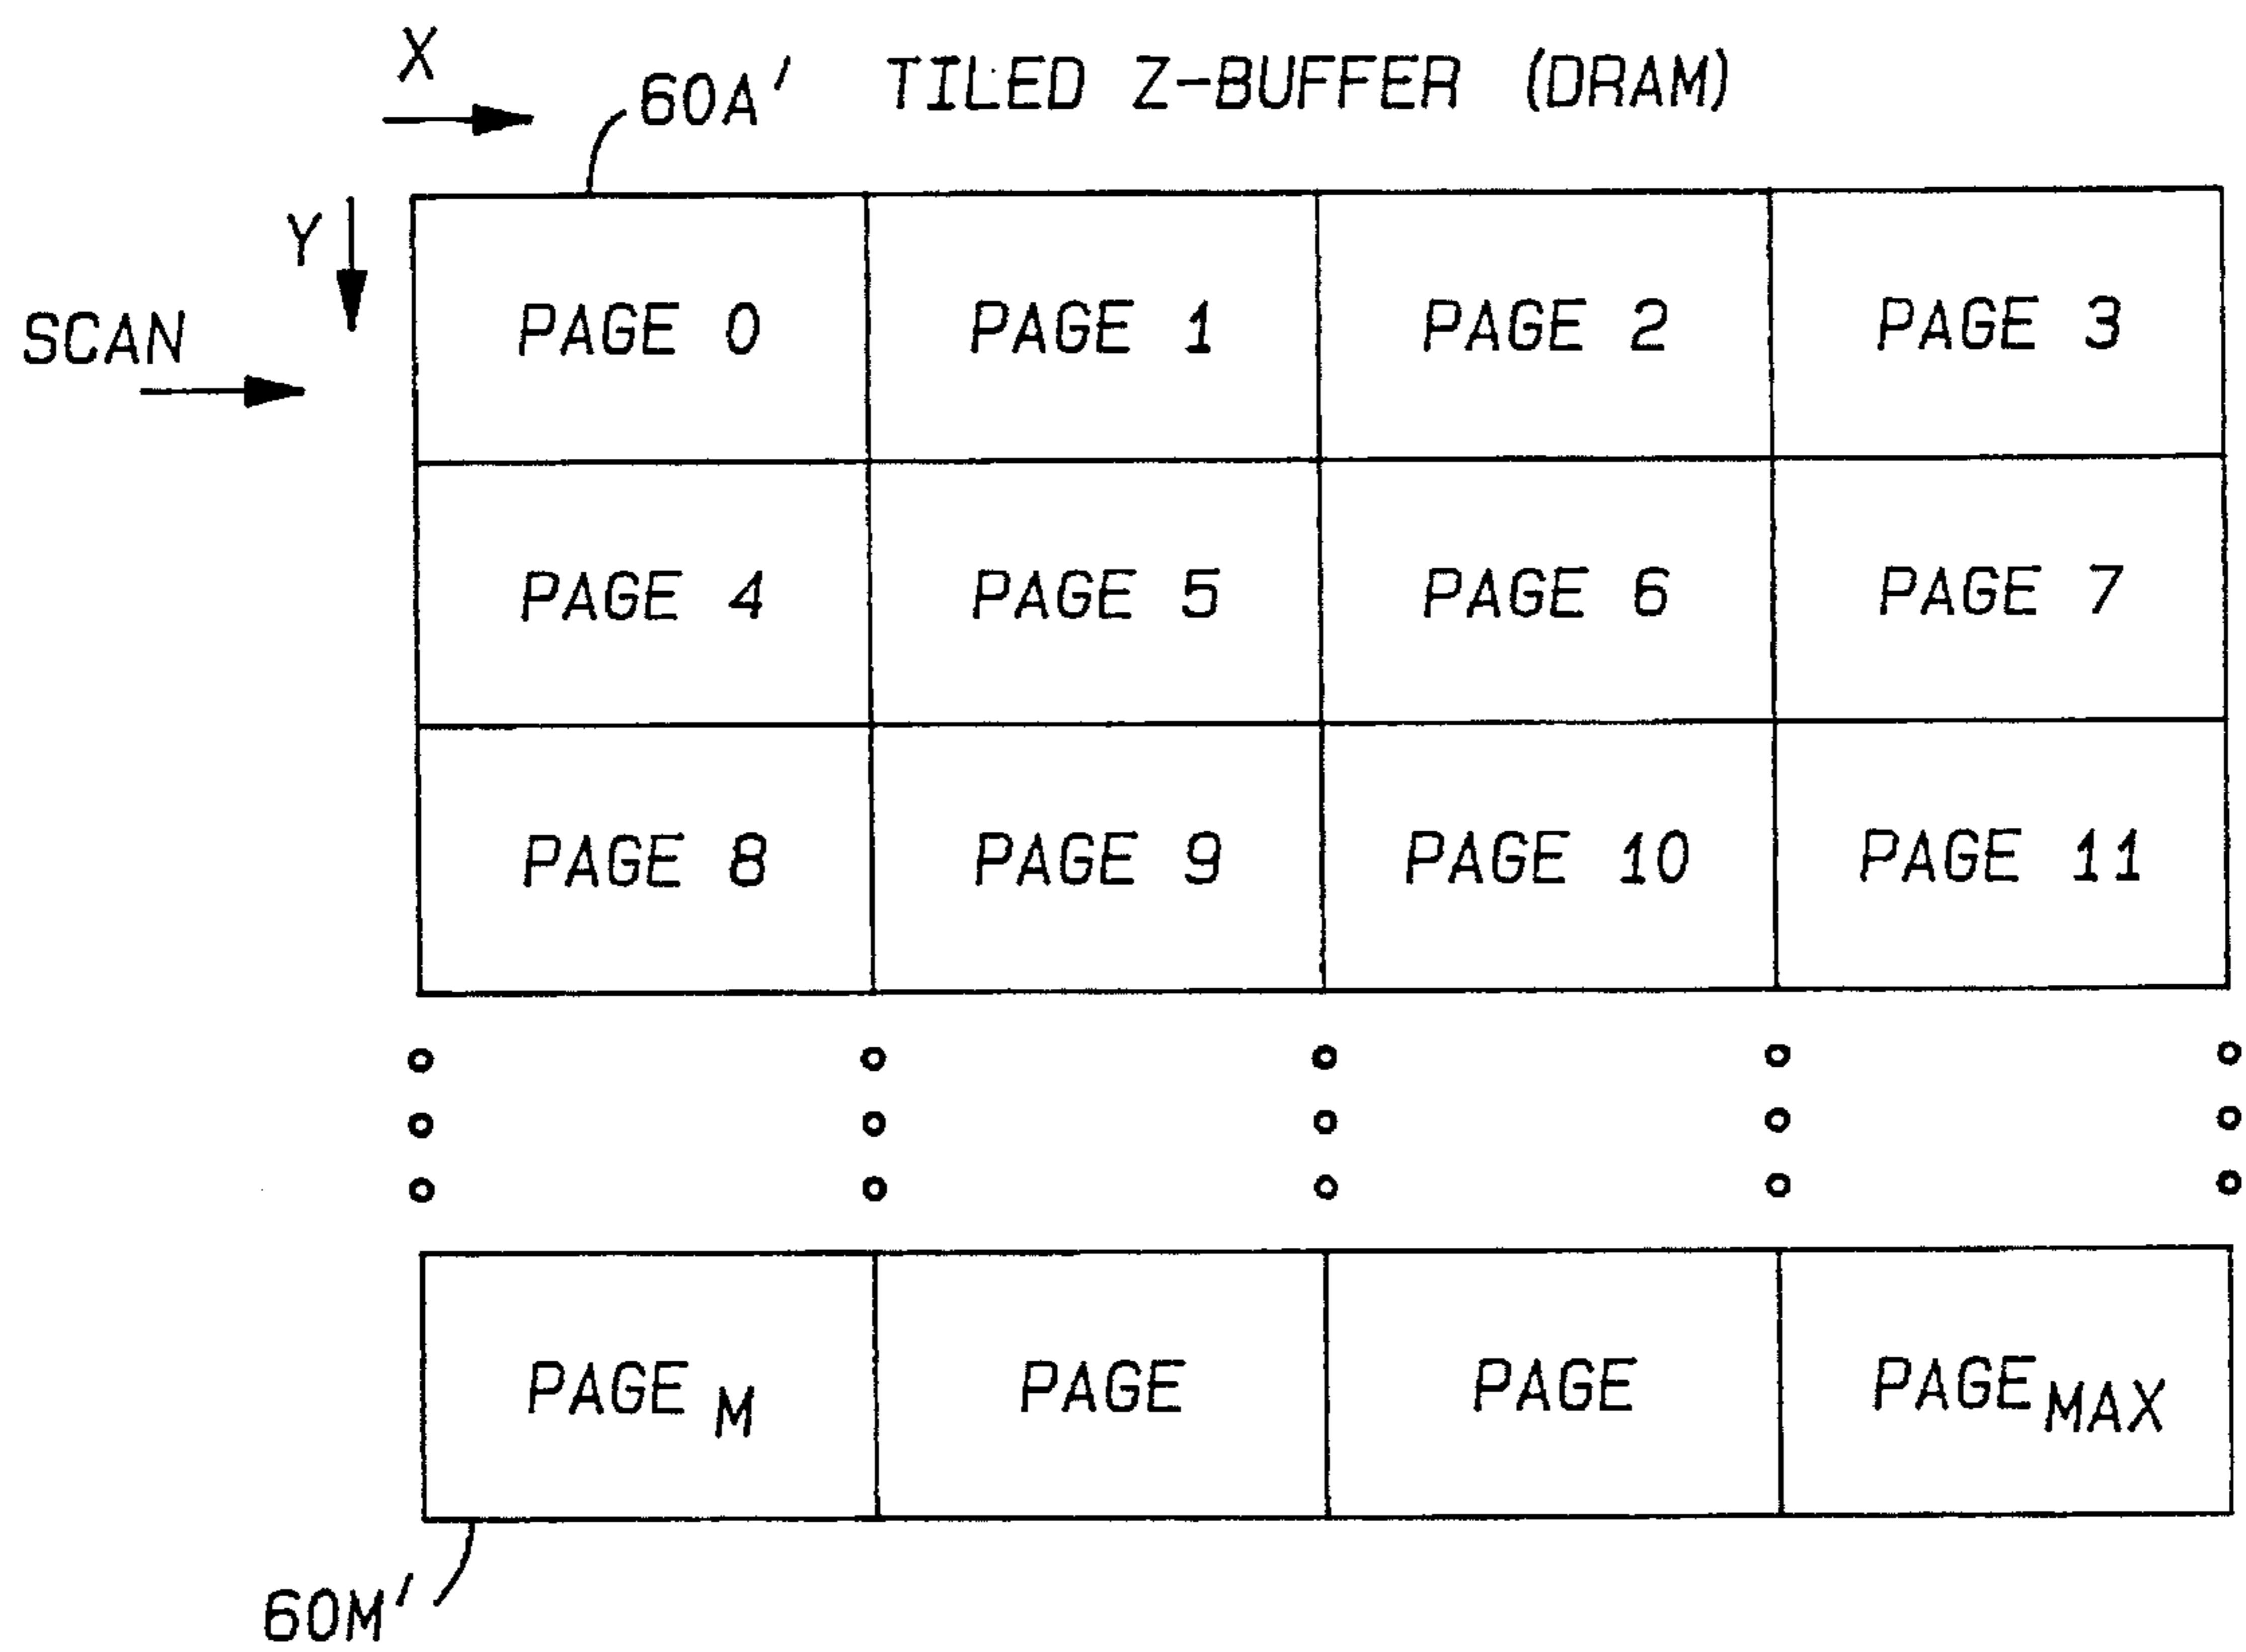 X
60A' TILED Z-BUFFER (DRAM)
Y
SCAN
PAGE 0 PAGE 1 PAGE 2 PAGE 3
PAGE 4 PAGE 5 PAGE 6 PAGE 7
PAGE 8 PAGE 9 PAGE 10 PAGE 11
PAGE M PAGE PAGE PAGE MAX
60M'